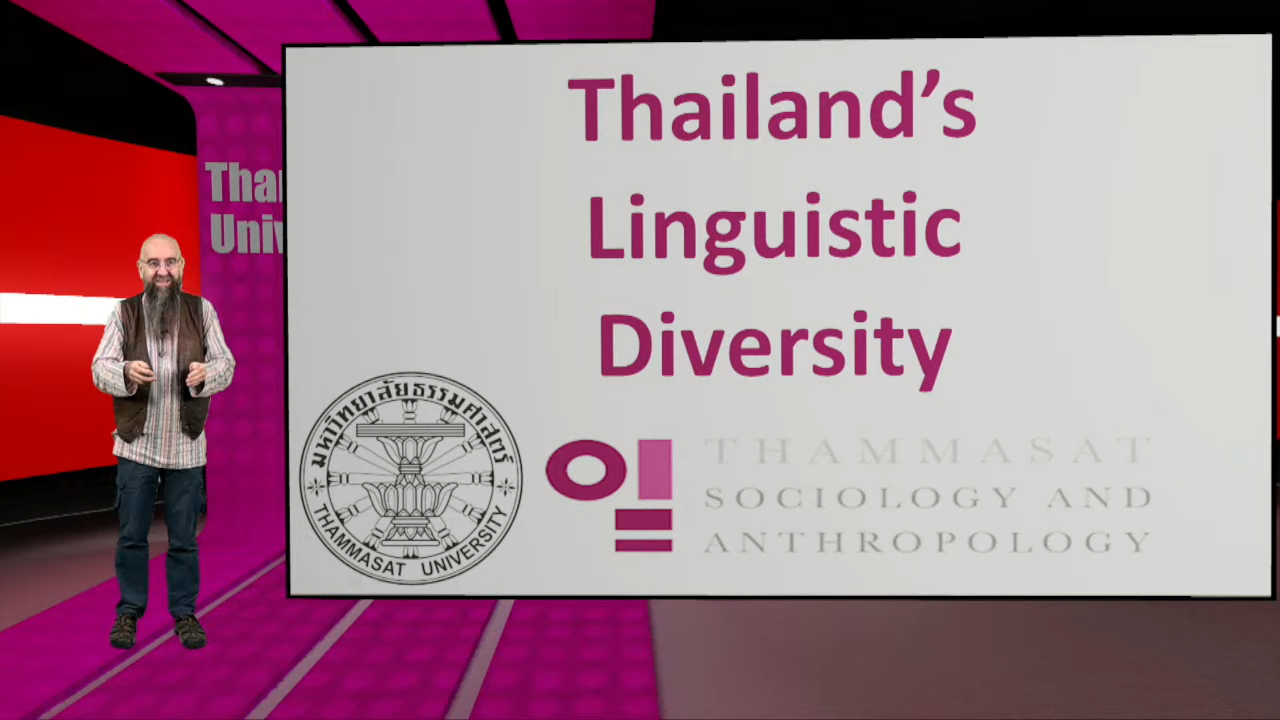 Thailand's
Linguistic
Diversity
มหาวิทยาลัยธรรมศาสตร์
THAMMASAT UNIVERSITY
THAMMASAT
SOCIOLOGY AND
ANTHROPOLOGY